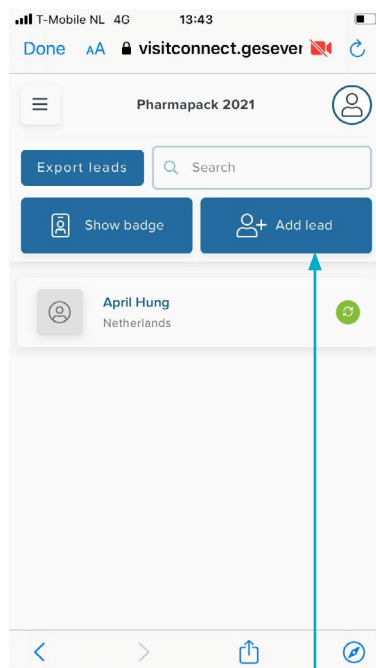 T-Mobile NL 4G 13:43
Done AA visitconnect.gesever
Pharmapack 2021
Export leads Search
Show badge Add lead
April Hung
Netherlands